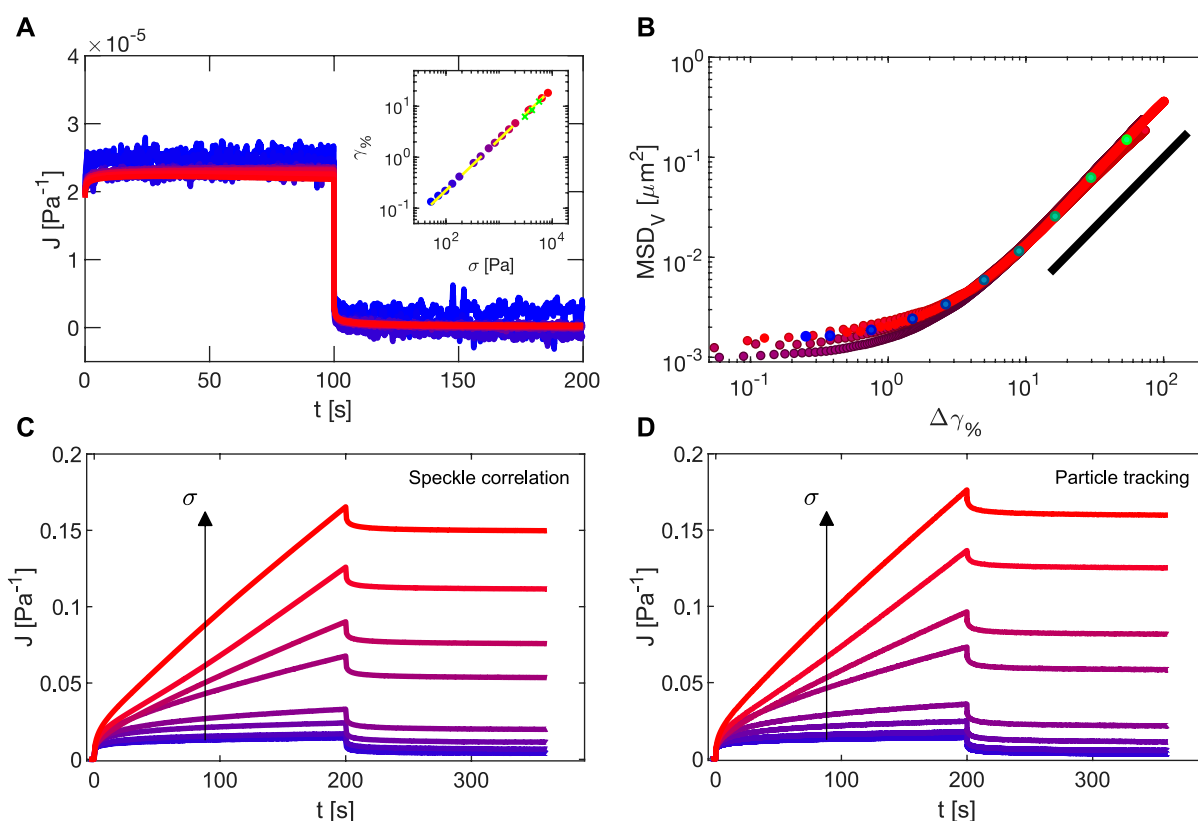 A
× 10⁻⁵
4
3
2
1
0
J [Pa⁻¹]
0 50 100 150 200
t [s]
10¹
10⁰
10⁻¹
γ%
10² 10⁴
σ [Pa]
B
10⁰
10⁻¹
10⁻²
10⁻³
MSD_V [μm²]
10⁻¹ 10⁰ 10¹ 10²
Δγ%
C
0.2
0.15
0.1
0.05
0
J [Pa⁻¹]
Speckle correlation
σ
0 100 200 300
t [s]
D
0.2
0.15
0.1
0.05
0
J [Pa⁻¹]
Particle tracking
σ
0 100 200 300
t [s]